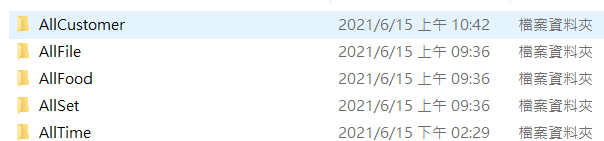 AllCustomer 2021/6/15 上午 10:42 檔案資料夾
AllFile 2021/6/15 上午 09:36 檔案資料夾
AllFood 2021/6/15 上午 09:36 檔案資料夾
AllSet 2021/6/15 上午 09:36 檔案資料夾
AllTime 2021/6/15 下午 02:29 檔案資料夾